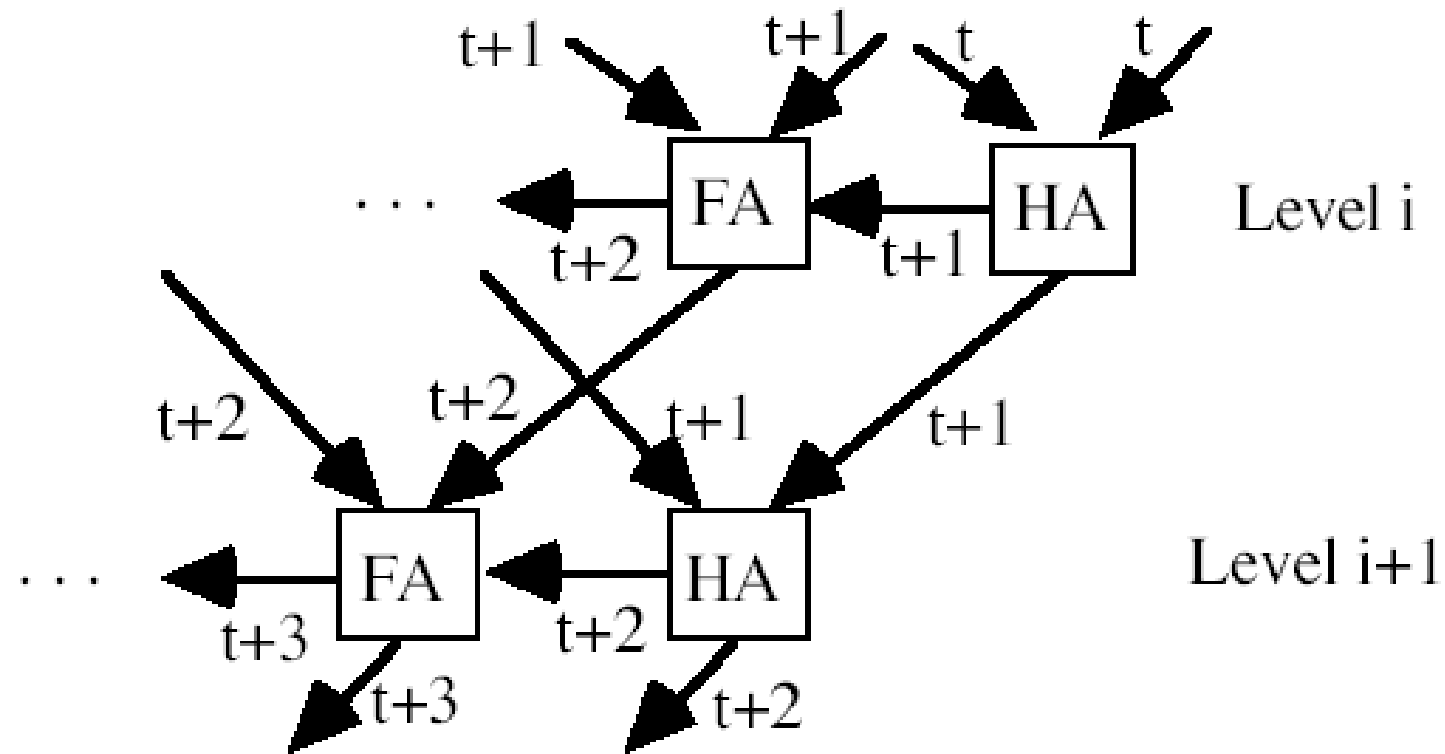 t+1 t+1 t t
. . . FA HA Level i
t+2 t+1
t+2 t+2 t+1 t+1
. . . FA HA Level i+1
t+3 t+2
t+3 t+2